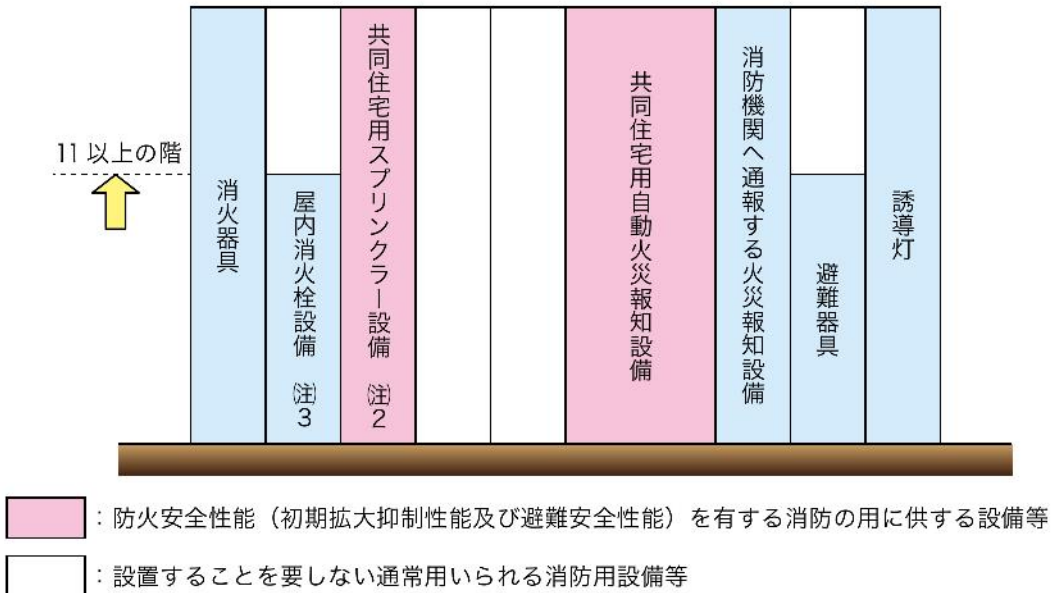 11 以上の階
消火器具
屋内消火栓設備 (注)3
共同住宅用スプリンクラー設備 (注)2
共同住宅用自動火災報知設備
消防機関へ通報する火災報知設備
避難器具
誘導灯
：防火安全性能（初期拡大抑制性能及び避難安全性能）を有する消防の用に供する設備等
：設置することを要しない通常用いられる消防用設備等